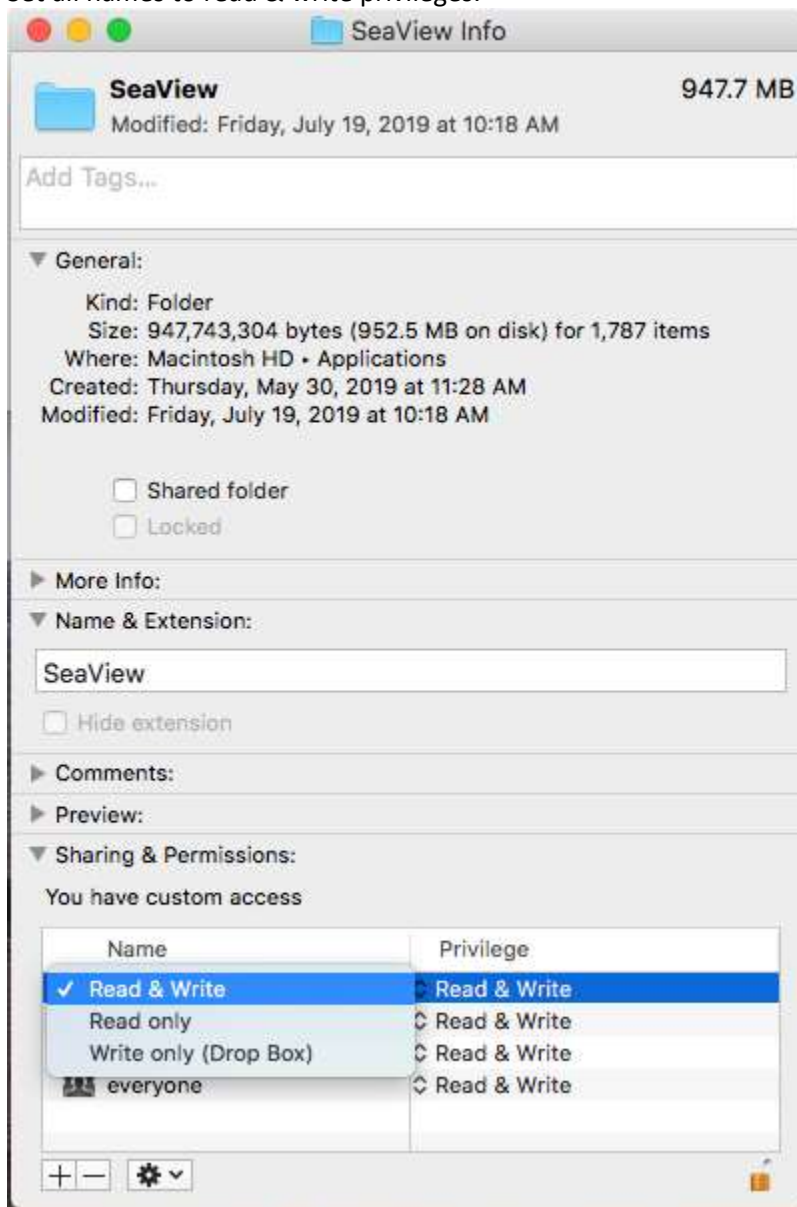 SeaView Info
SeaView 947.7 MB
Modified: Friday, July 19, 2019 at 10:18 AM
Add Tags...
General:
Kind: Folder
Size: 947,743,304 bytes (952.5 MB on disk) for 1,787 items
Where: Macintosh HD • Applications
Created: Thursday, May 30, 2019 at 11:28 AM
Modified: Friday, July 19, 2019 at 10:18 AM
Shared folder
Locked
More Info:
Name & Extension:
SeaView
Hide extension
Comments:
Preview:
Sharing & Permissions:
You have custom access
Name Privilege
✓ Read & Write Read & Write
Read only Read & Write
Write only (Drop Box) Read & Write
everyone Read & Write